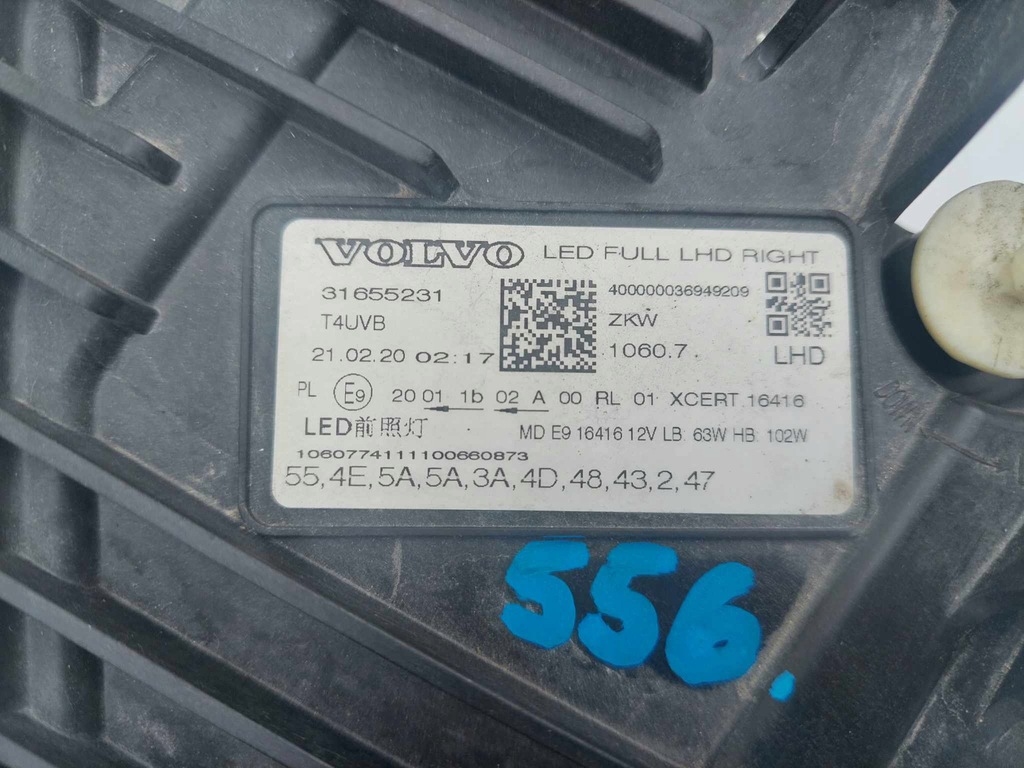 VOLVO LED FULL LHD RIGHT
31655231 400000036949209
T4UVB ZKW
21.02.20 02:17 1060.7. LHD
PL E9 20 01 1b 02 A 00 RL 01 XCERT 16416
LED前照灯 MD E9 16416 12V LB: 63W HB: 102W
1060774111100660873
55,4E,5A,5A,3A,4D,48,43,2,47
556.